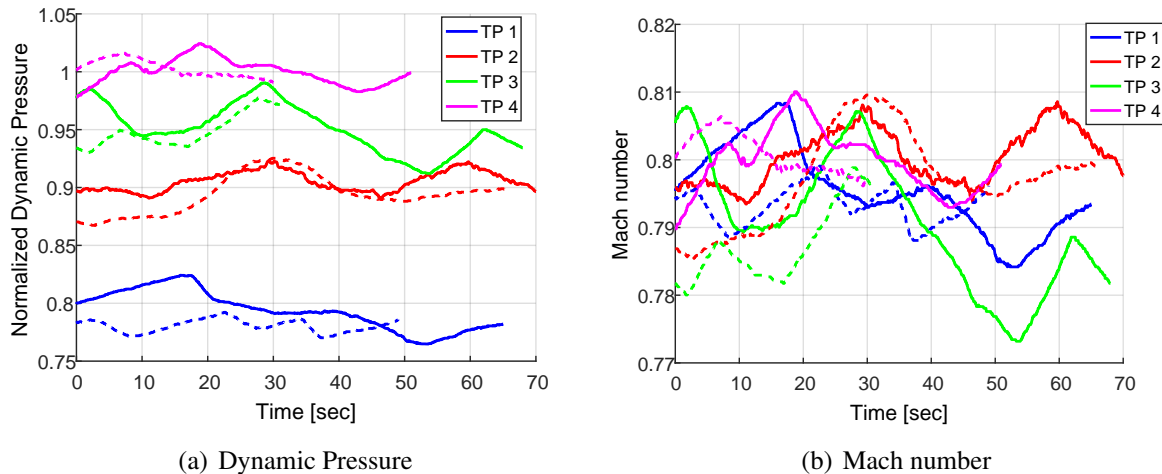 1.05
1
0.95
0.9
0.85
0.8
0.75
Normalized Dynamic Pressure
0 10 20 30 40 50 60 70
Time [sec]
TP 1
TP 2
TP 3
TP 4
(a) Dynamic Pressure
0.82
0.81
0.8
0.79
0.78
0.77
Mach number
0 10 20 30 40 50 60 70
Time [sec]
TP 1
TP 2
TP 3
TP 4
(b) Mach number